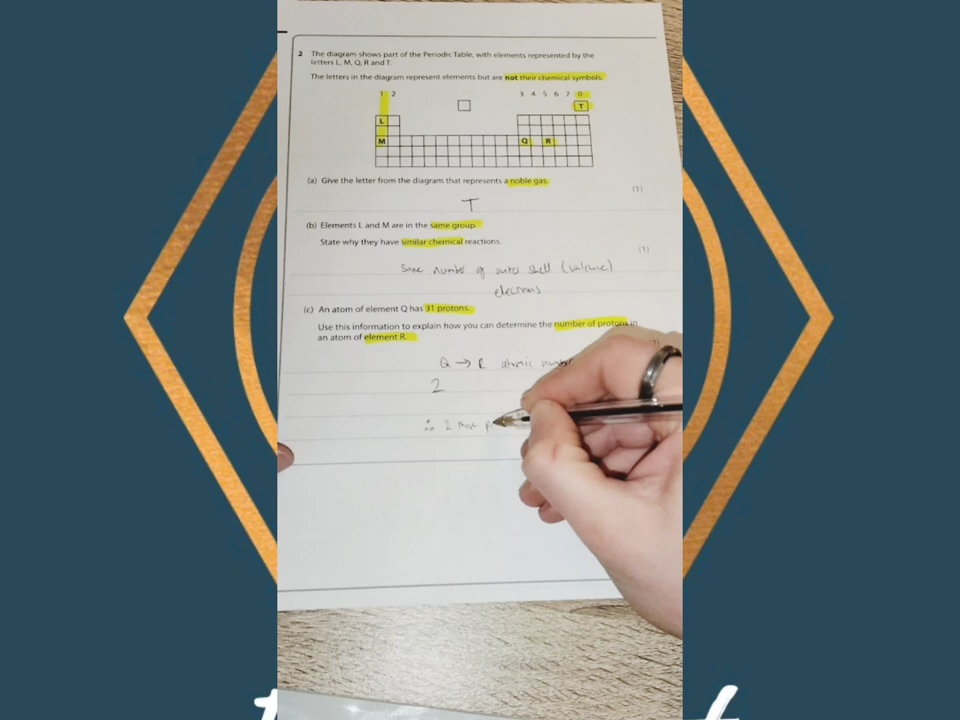 2 The diagram shows part of the Periodic Table, with elements represented by the
letters L, M, Q, R and T.
The letters in the diagram represent elements but are not their chemical symbols.
1 2 3 4 5 6 7 0
T
L
M Q R
(a) Give the letter from the diagram that represents a noble gas.
(1)
T
(b) Elements L and M are in the same group.
State why they have similar chemical reactions.
(1)
same number of outer shell (valence)
electrons
(c) An atom of element Q has 31 protons.
Use this information to explain how you can determine the number of protons in
an atom of element R.
Q → R atomic
2
∴ 2 more